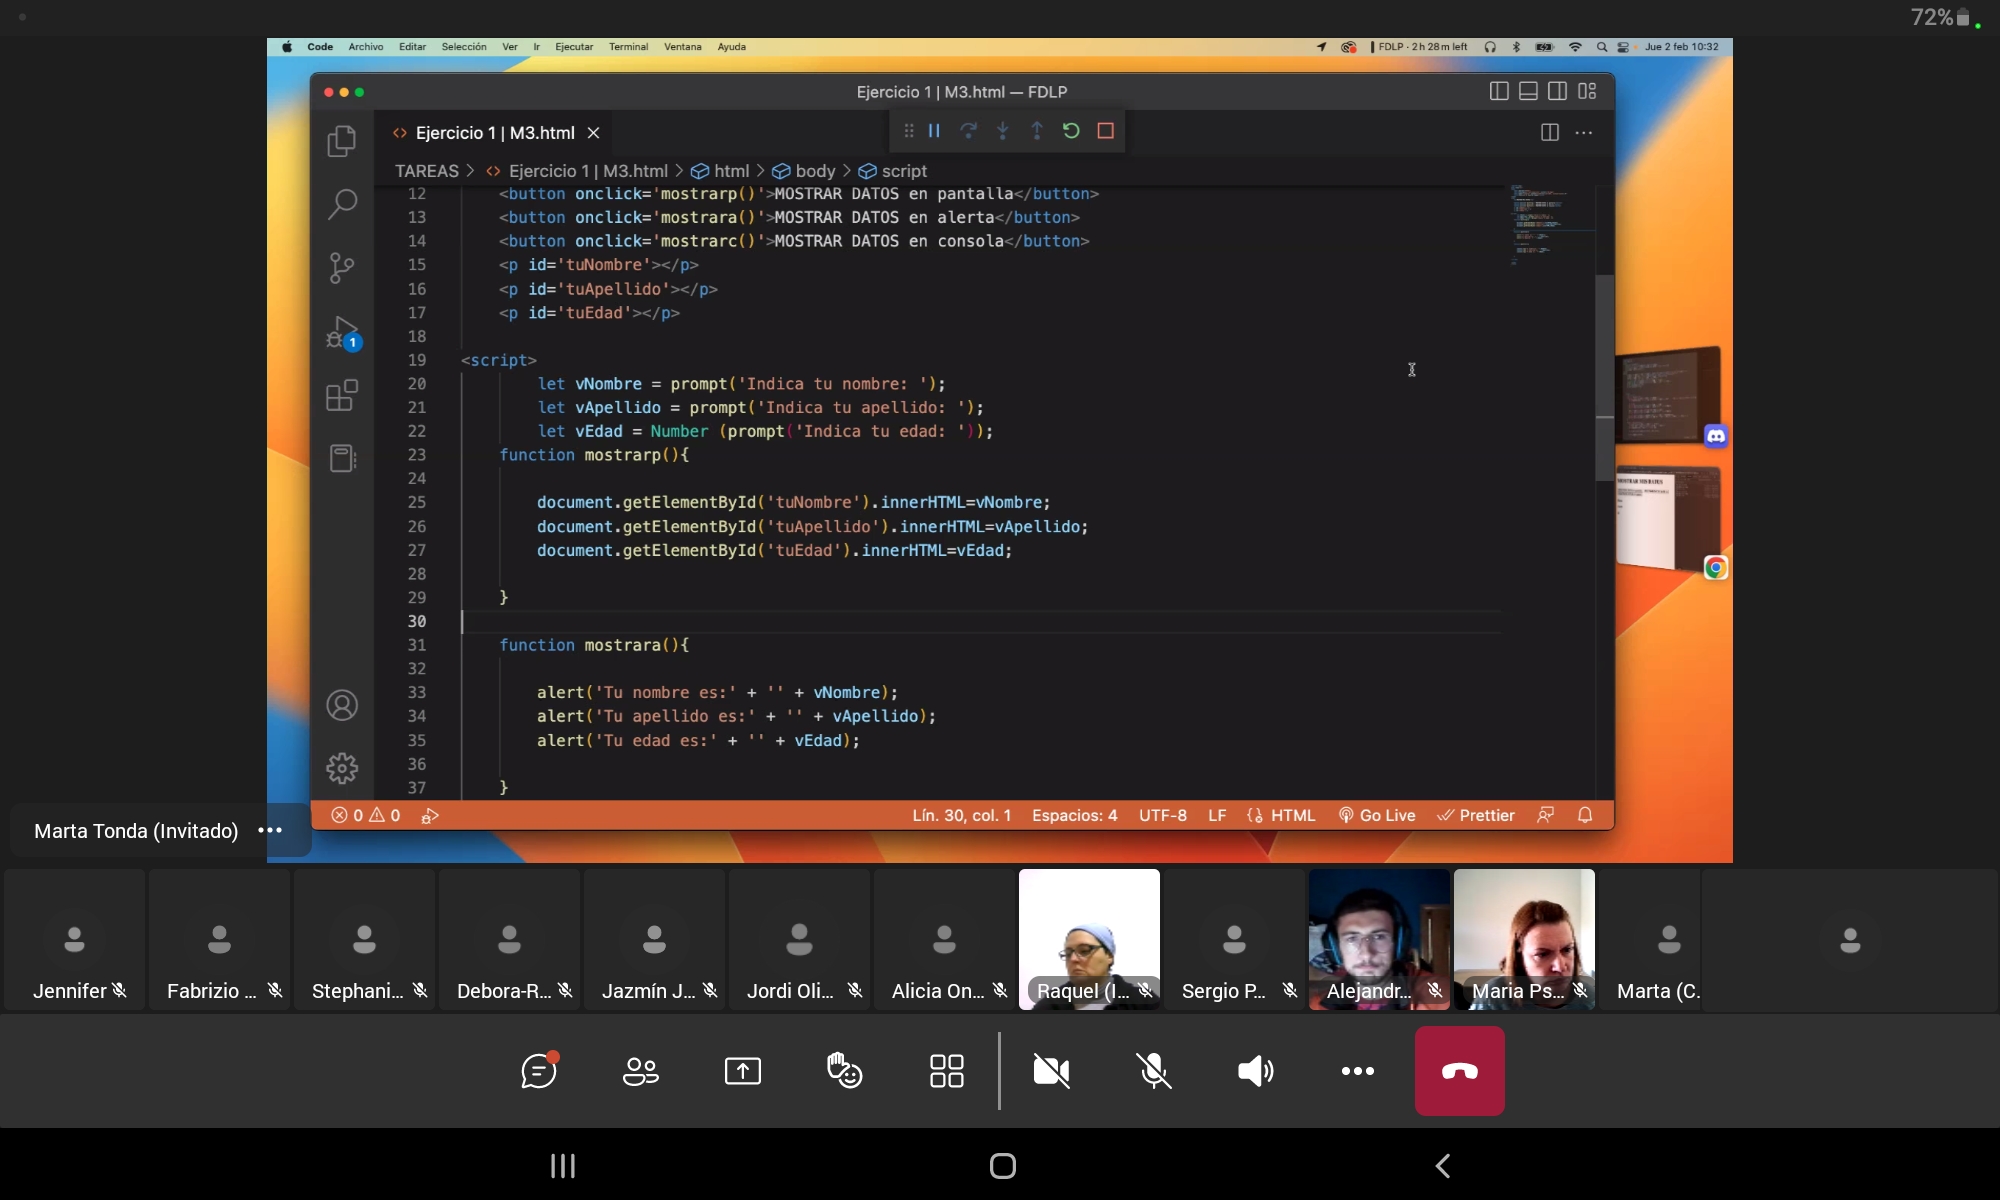 72%
Code Archivo Editar Selección Ver Ir Ejecutar Terminal Ventana Ayuda
FDLP · 2 h 28 m left
Jue 2 feb 10:32
Ejercicio 1 | M3.html — FDLP
Ejercicio 1 | M3.html
TAREAS > Ejercicio 1 | M3.html > html > body > script
12 <button onclick='mostrarp()'>MOSTRAR DATOS en pantalla</button>
13 <button onclick='mostrara()'>MOSTRAR DATOS en alerta</button>
14 <button onclick='mostrarc()'>MOSTRAR DATOS en consola</button>
15 <p id='tuNombre'></p>
16 <p id='tuApellido'></p>
17 <p id='tuEdad'></p>
18
19 <script>
20 let vNombre = prompt('Indica tu nombre: ');
21 let vApellido = prompt('Indica tu apellido: ');
22 let vEdad = Number (prompt('Indica tu edad: '));
23 function mostrarp(){
24
25 document.getElementById('tuNombre').innerHTML=vNombre;
26 document.getElementById('tuApellido').innerHTML=vApellido;
27 document.getElementById('tuEdad').innerHTML=vEdad;
28
29 }
30
31 function mostrara(){
32
33 alert('Tu nombre es:' + '' + vNombre);
34 alert('Tu apellido es:' + '' + vApellido);
35 alert('Tu edad es:' + '' + vEdad);
36
37 }
1
0 0 Lín. 30, col. 1 Espacios: 4 UTF-8 LF HTML Go Live Prettier
Marta Tonda (Invitado)
Jennifer
Fabrizio ...
Stephani...
Debora-R...
Jazmín J...
Jordi Oli...
Alicia On...
Raquel (I...
Sergio P...
Alejandr...
Maria Ps...
Marta (C.